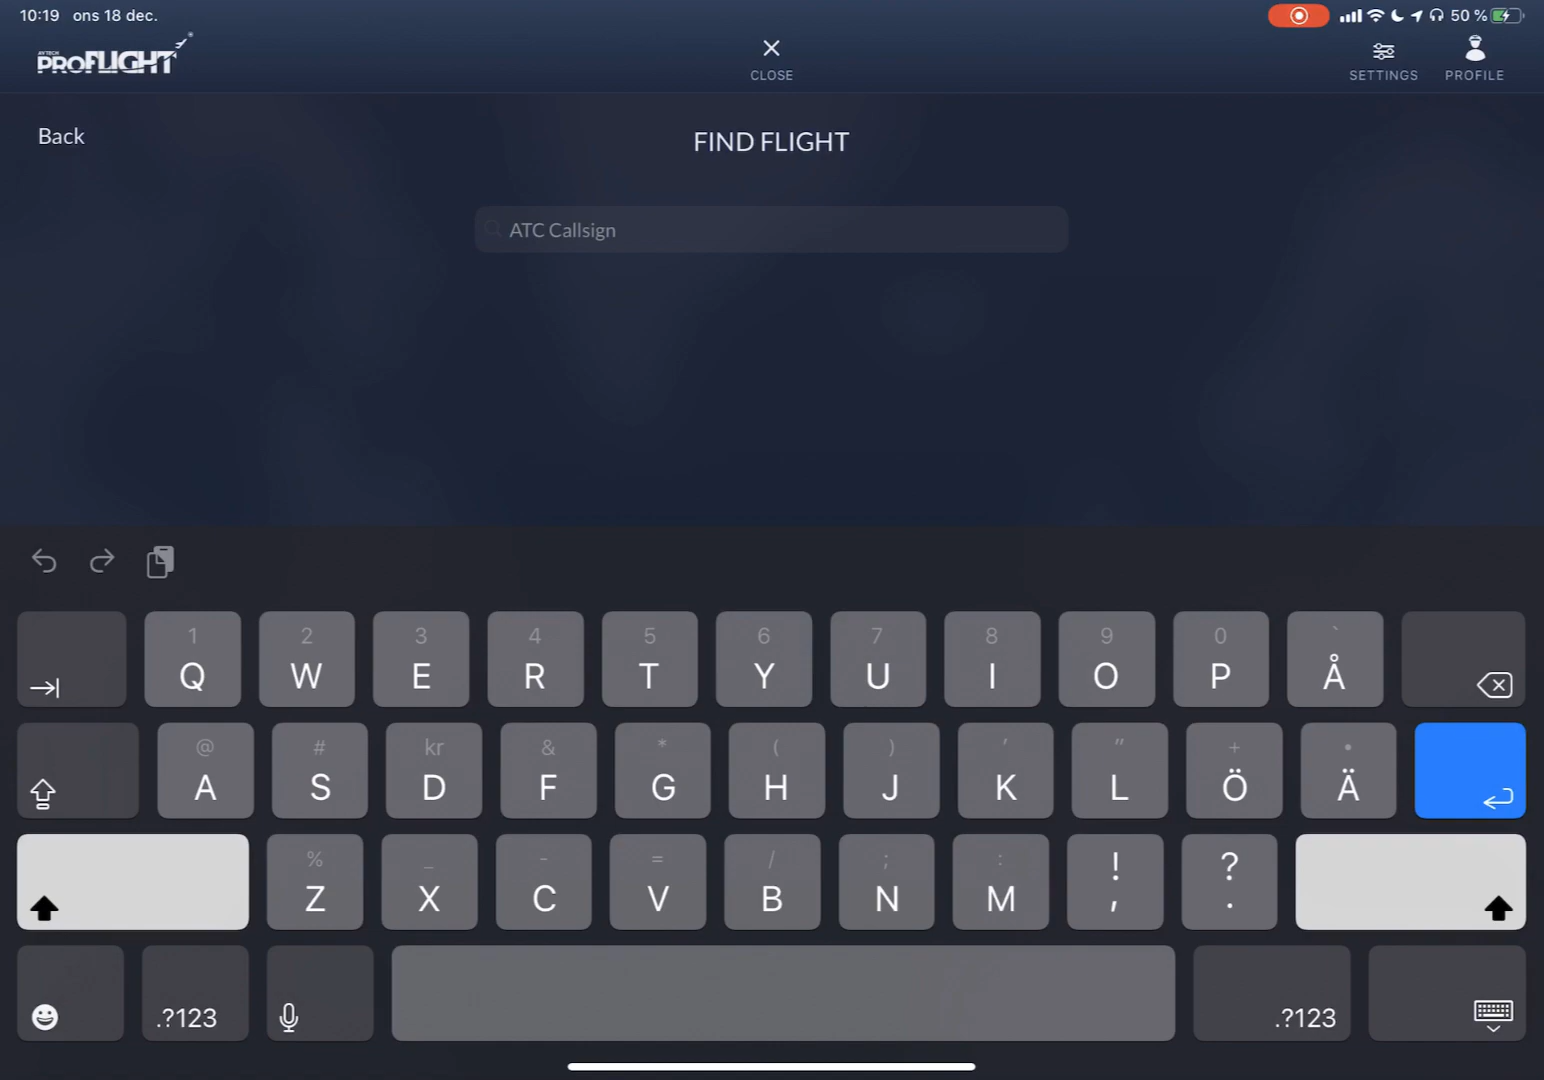 10:19 ons 18 dec.
50 %
AVTECH
PROFLIGHT
CLOSE
SETTINGS
PROFILE
Back
FIND FLIGHT
ATC Callsign
1 2 3 4 5 6 7 8 9 0 `
Q W E R T Y U I O P Å
@ # kr & * ( ) ' " + •
A S D F G H J K L Ö Ä
% _ - = / ; : ! ?
Z X C V B N M , .
.?123 .?123